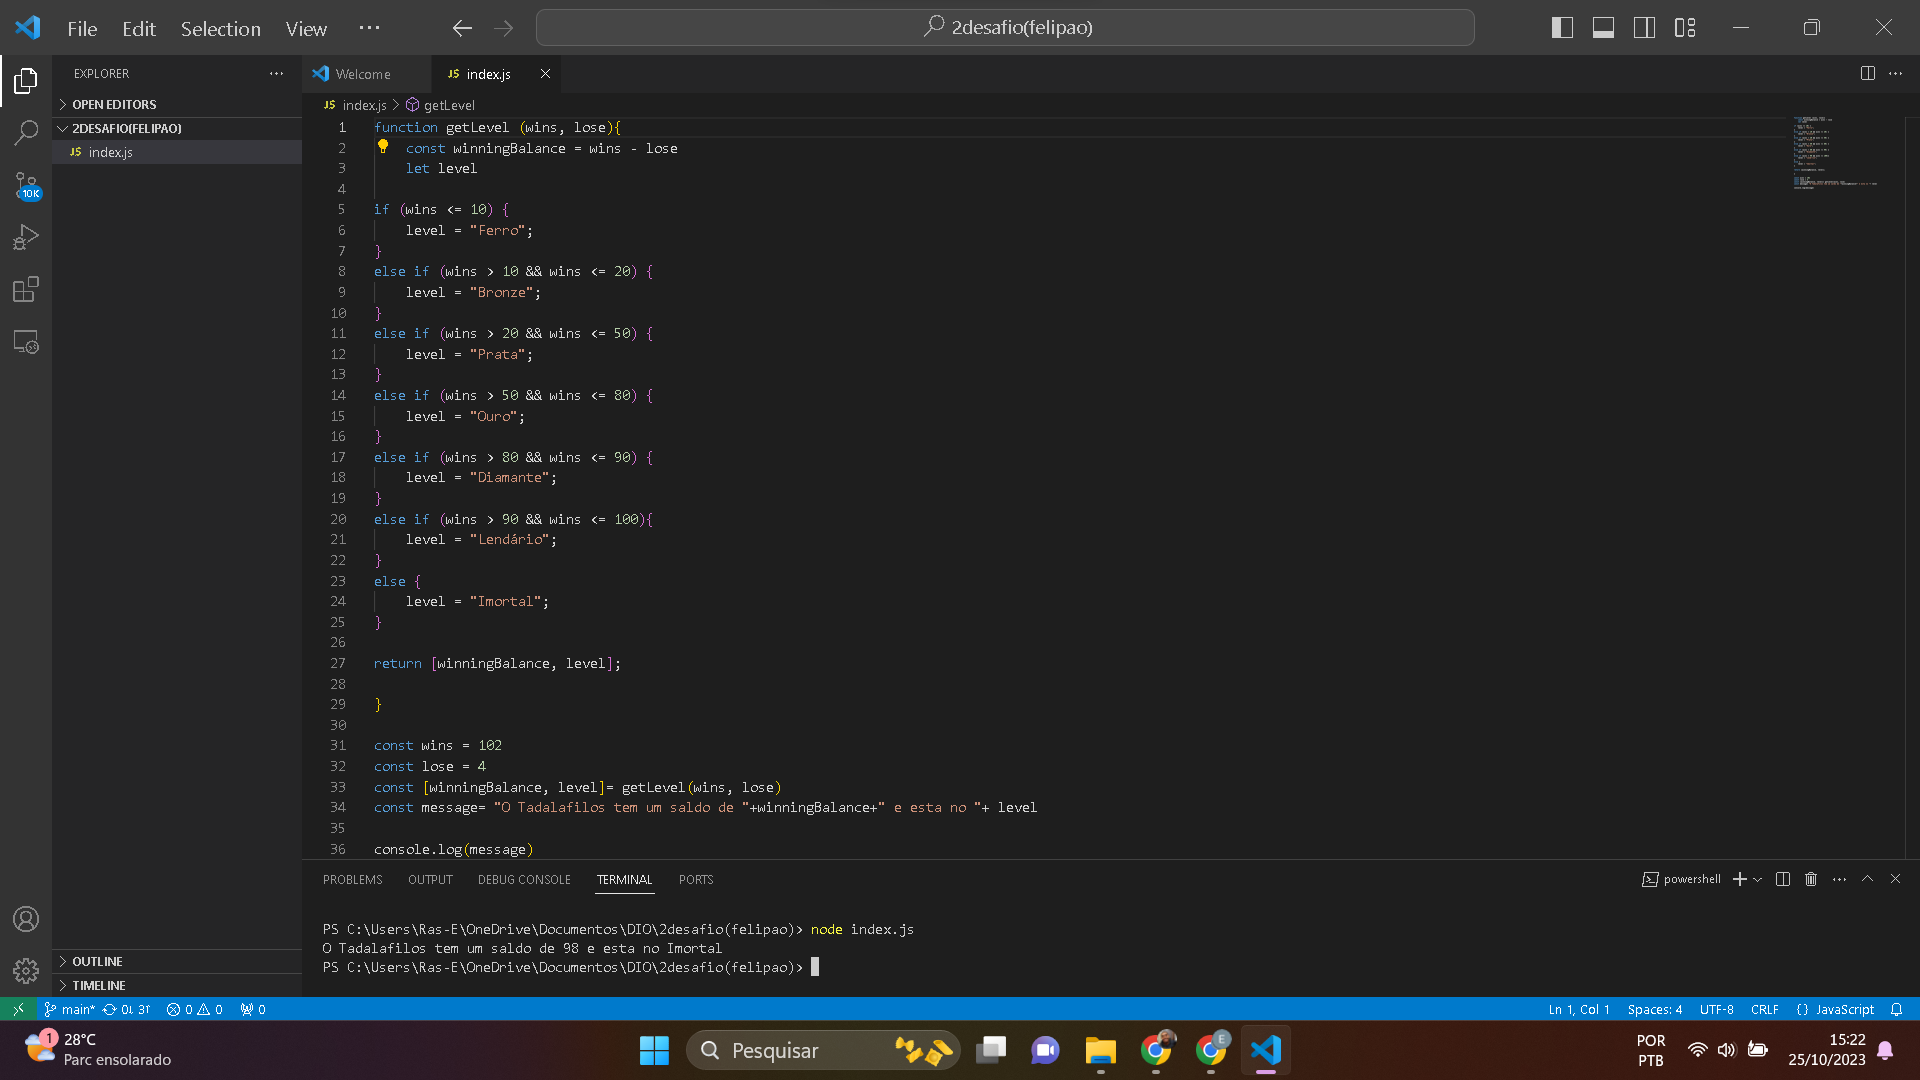 File Edit Selection View ··· 2desafio(felipao)
EXPLORER ···
OPEN EDITORS
2DESAFIO(FELIPAO)
JS index.js
10K
Welcome JS index.js
JS index.js > getLevel
1 function getLevel (wins, lose){
2 const winningBalance = wins - lose
3 let level
4
5 if (wins <= 10) {
6 level = "Ferro";
7 }
8 else if (wins > 10 && wins <= 20) {
9 level = "Bronze";
10 }
11 else if (wins > 20 && wins <= 50) {
12 level = "Prata";
13 }
14 else if (wins > 50 && wins <= 80) {
15 level = "Ouro";
16 }
17 else if (wins > 80 && wins <= 90) {
18 level = "Diamante";
19 }
20 else if (wins > 90 && wins <= 100){
21 level = "Lendário";
22 }
23 else {
24 level = "Imortal";
25 }
26
27 return [winningBalance, level];
28
29 }
30
31 const wins = 102
32 const lose = 4
33 const [winningBalance, level]= getLevel(wins, lose)
34 const message= "O Tadalafilos tem um saldo de "+winningBalance+" e esta no "+ level
35
36 console.log(message)
PROBLEMS OUTPUT DEBUG CONSOLE TERMINAL PORTS powershell
PS C:\Users\Ras-E\OneDrive\Documentos\DIO\2desafio(felipao)> node index.js
O Tadalafilos tem um saldo de 98 e esta no Imortal
PS C:\Users\Ras-E\OneDrive\Documentos\DIO\2desafio(felipao)>
OUTLINE
TIMELINE
main* 0↓ 3↑ 0 0 0 Ln 1, Col 1 Spaces: 4 UTF-8 CRLF {} JavaScript
1 28°C
Parc ensolarado
Pesquisar
E
POR
PTB
15:22
25/10/2023